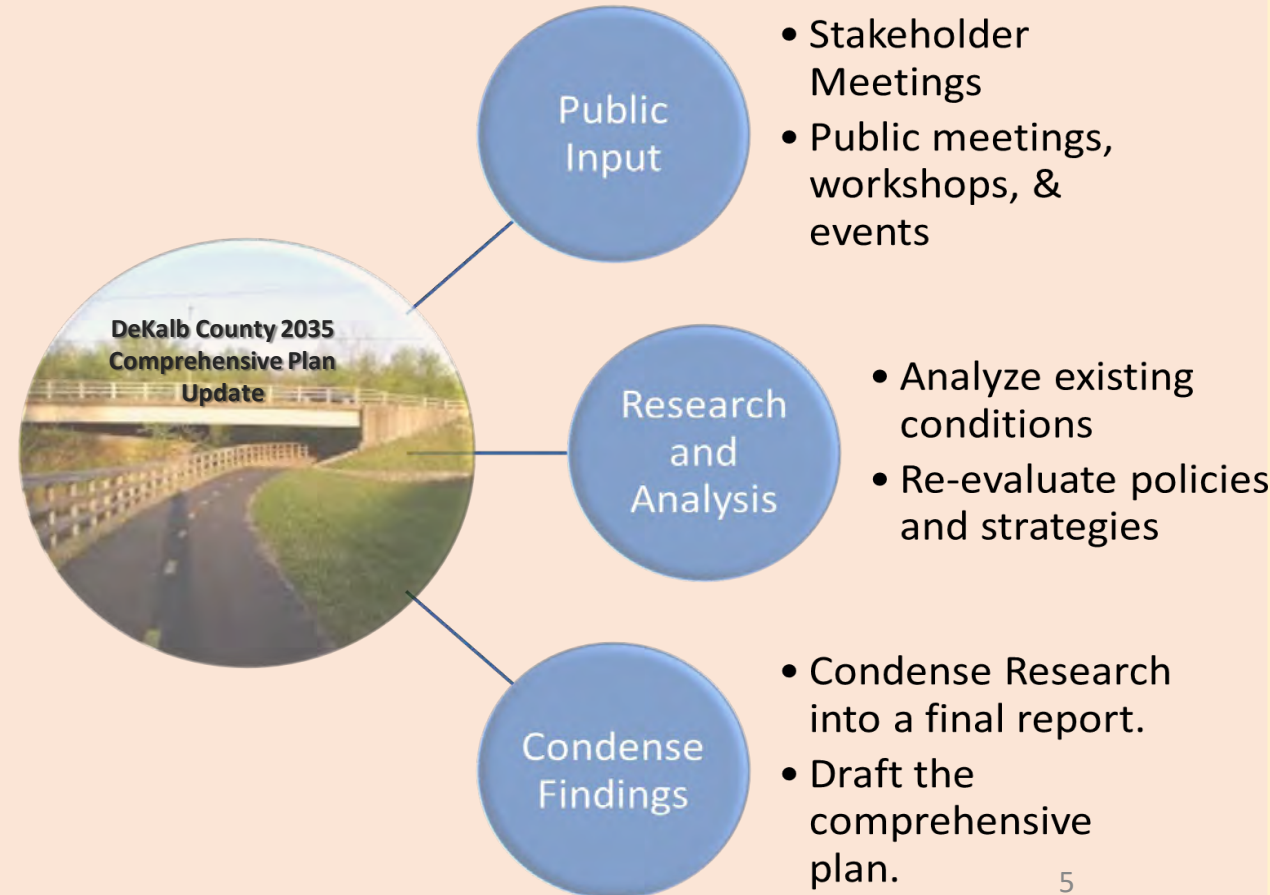 DeKalb County 2035
Comprehensive Plan
Update
Public
Input
• Stakeholder
Meetings
• Public meetings,
workshops, &
events
Research
and
Analysis
• Analyze existing
conditions
• Re-evaluate policies
and strategies
Condense
Findings
• Condense Research
into a final report.
• Draft the
comprehensive
plan.
5